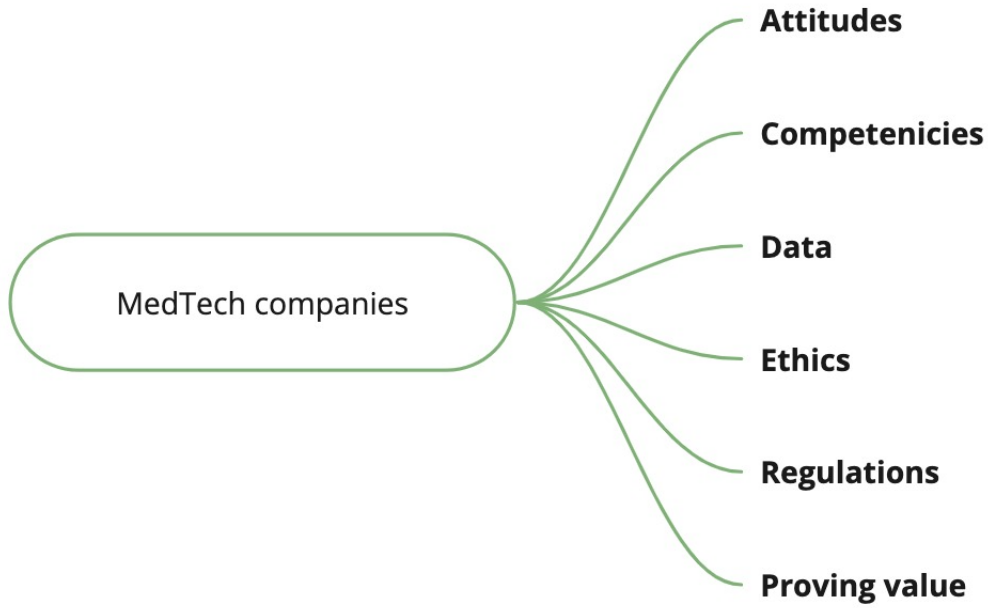 Attitudes
Competenicies
Data
MedTech companies
Ethics
Regulations
Proving value